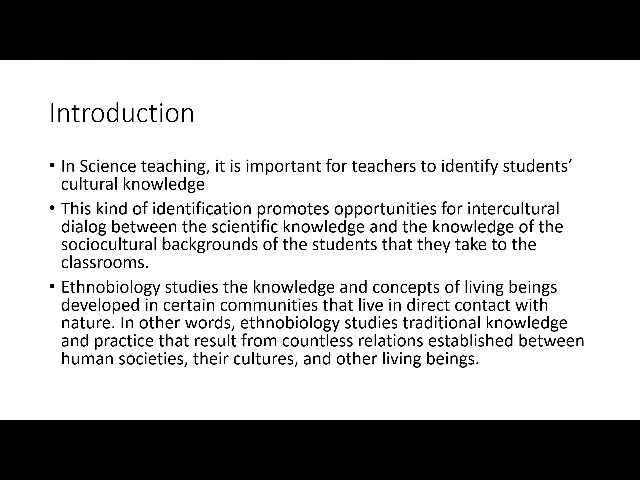 Introduction
• In Science teaching, it is important for teachers to identify students'
cultural knowledge
• This kind of identification promotes opportunities for intercultural
dialog between the scientific knowledge and the knowledge of the
sociocultural backgrounds of the students that they take to the
classrooms.
• Ethnobiology studies the knowledge and concepts of living beings
developed in certain communities that live in direct contact with
nature. In other words, ethnobiology studies traditional knowledge
and practice that result from countless relations established between
human societies, their cultures, and other living beings.